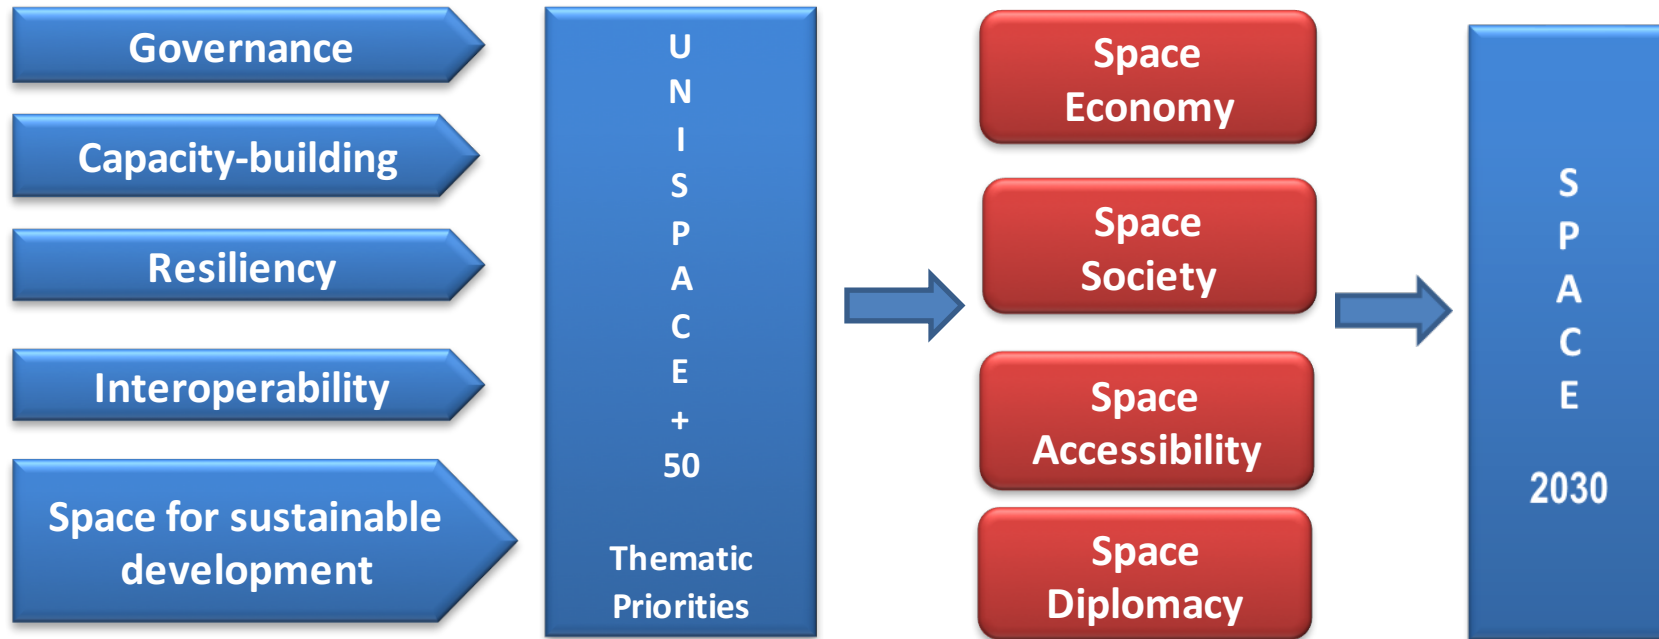 Governance
Capacity-building
Resiliency
Interoperability
Space for sustainable
development
U
N
I
S
P
A
C
E
+
50
Thematic
Priorities
Space
Economy
Space
Society
Space
Accessibility
Space
Diplomacy
S
P
A
C
E
2030